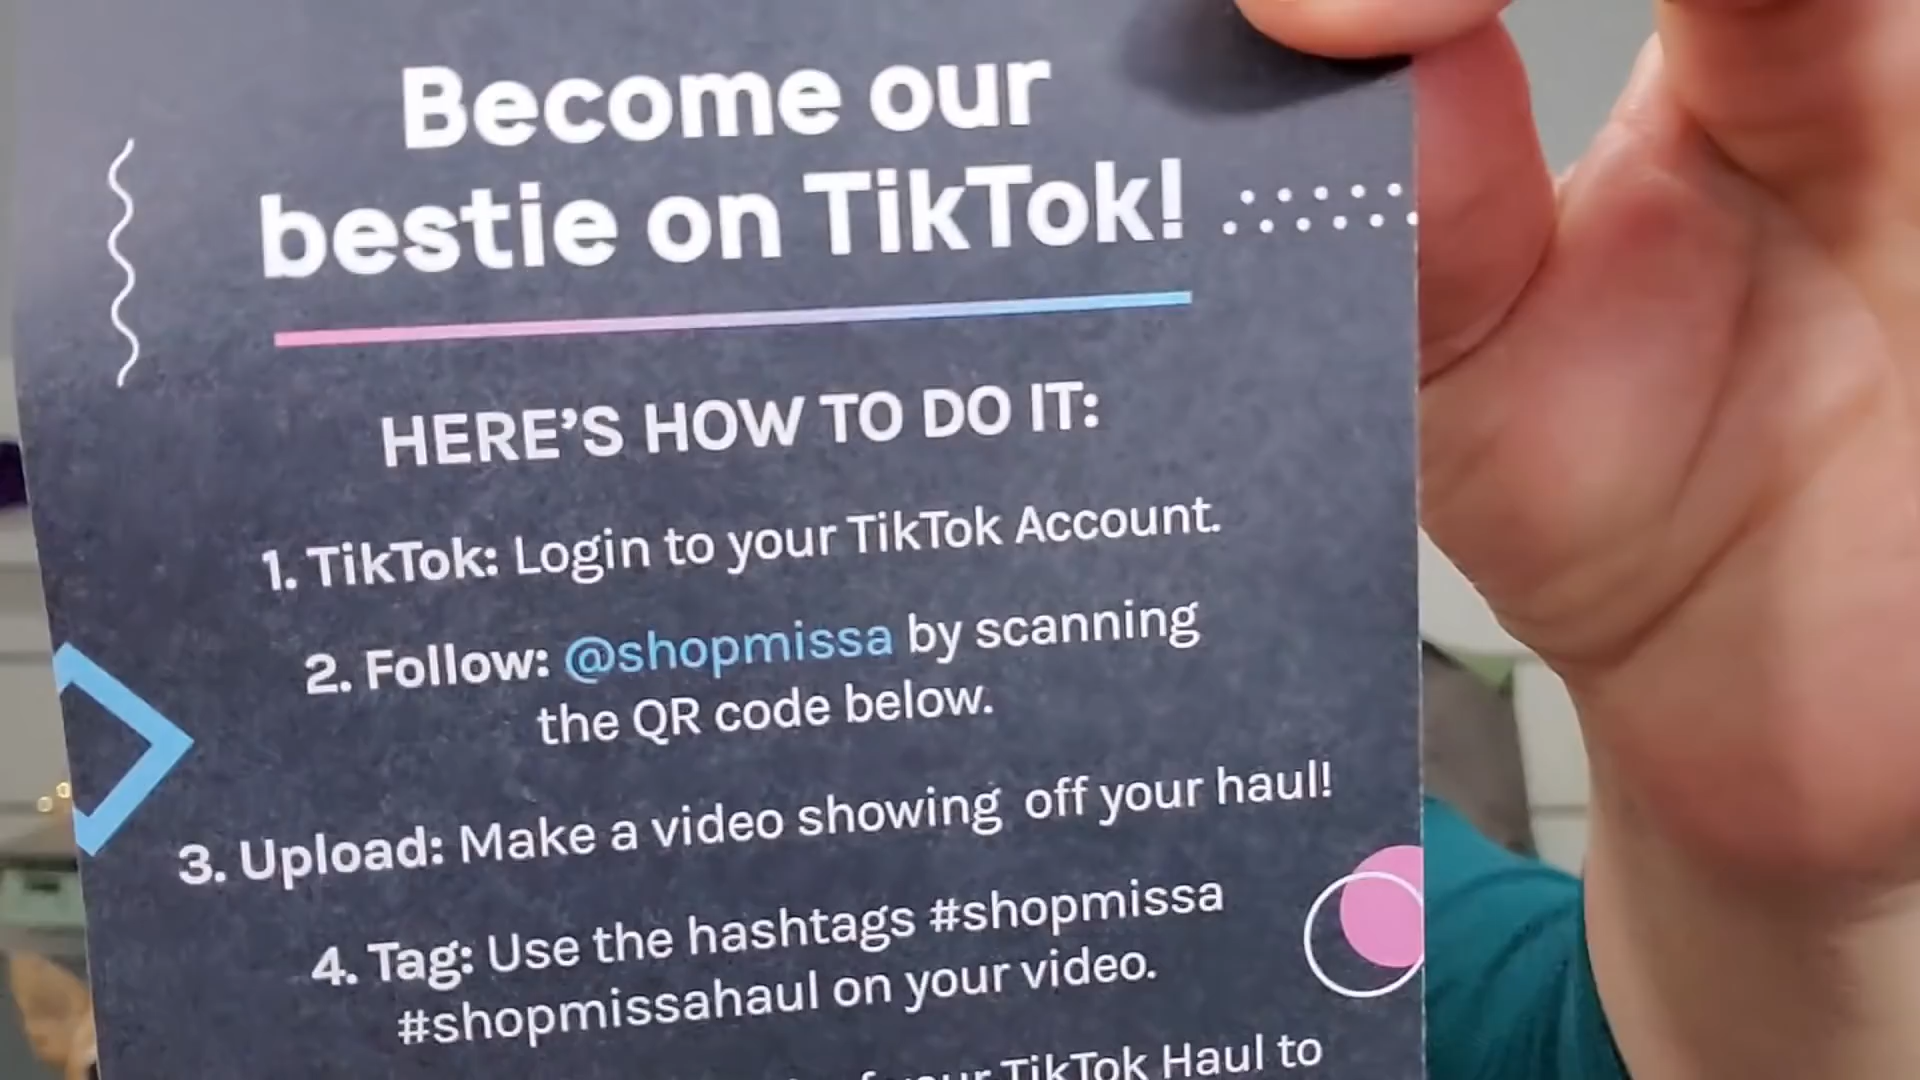 Become our
bestie on TikTok!
HERE'S HOW TO DO IT:
1. TikTok: Login to your TikTok Account.
2. Follow: @shopmissa by scanning
the QR code below.
3. Upload: Make a video showing off your haul!
4. Tag: Use the hashtags #shopmissa
#shopmissahaul on your video.
your TikTok Haul to